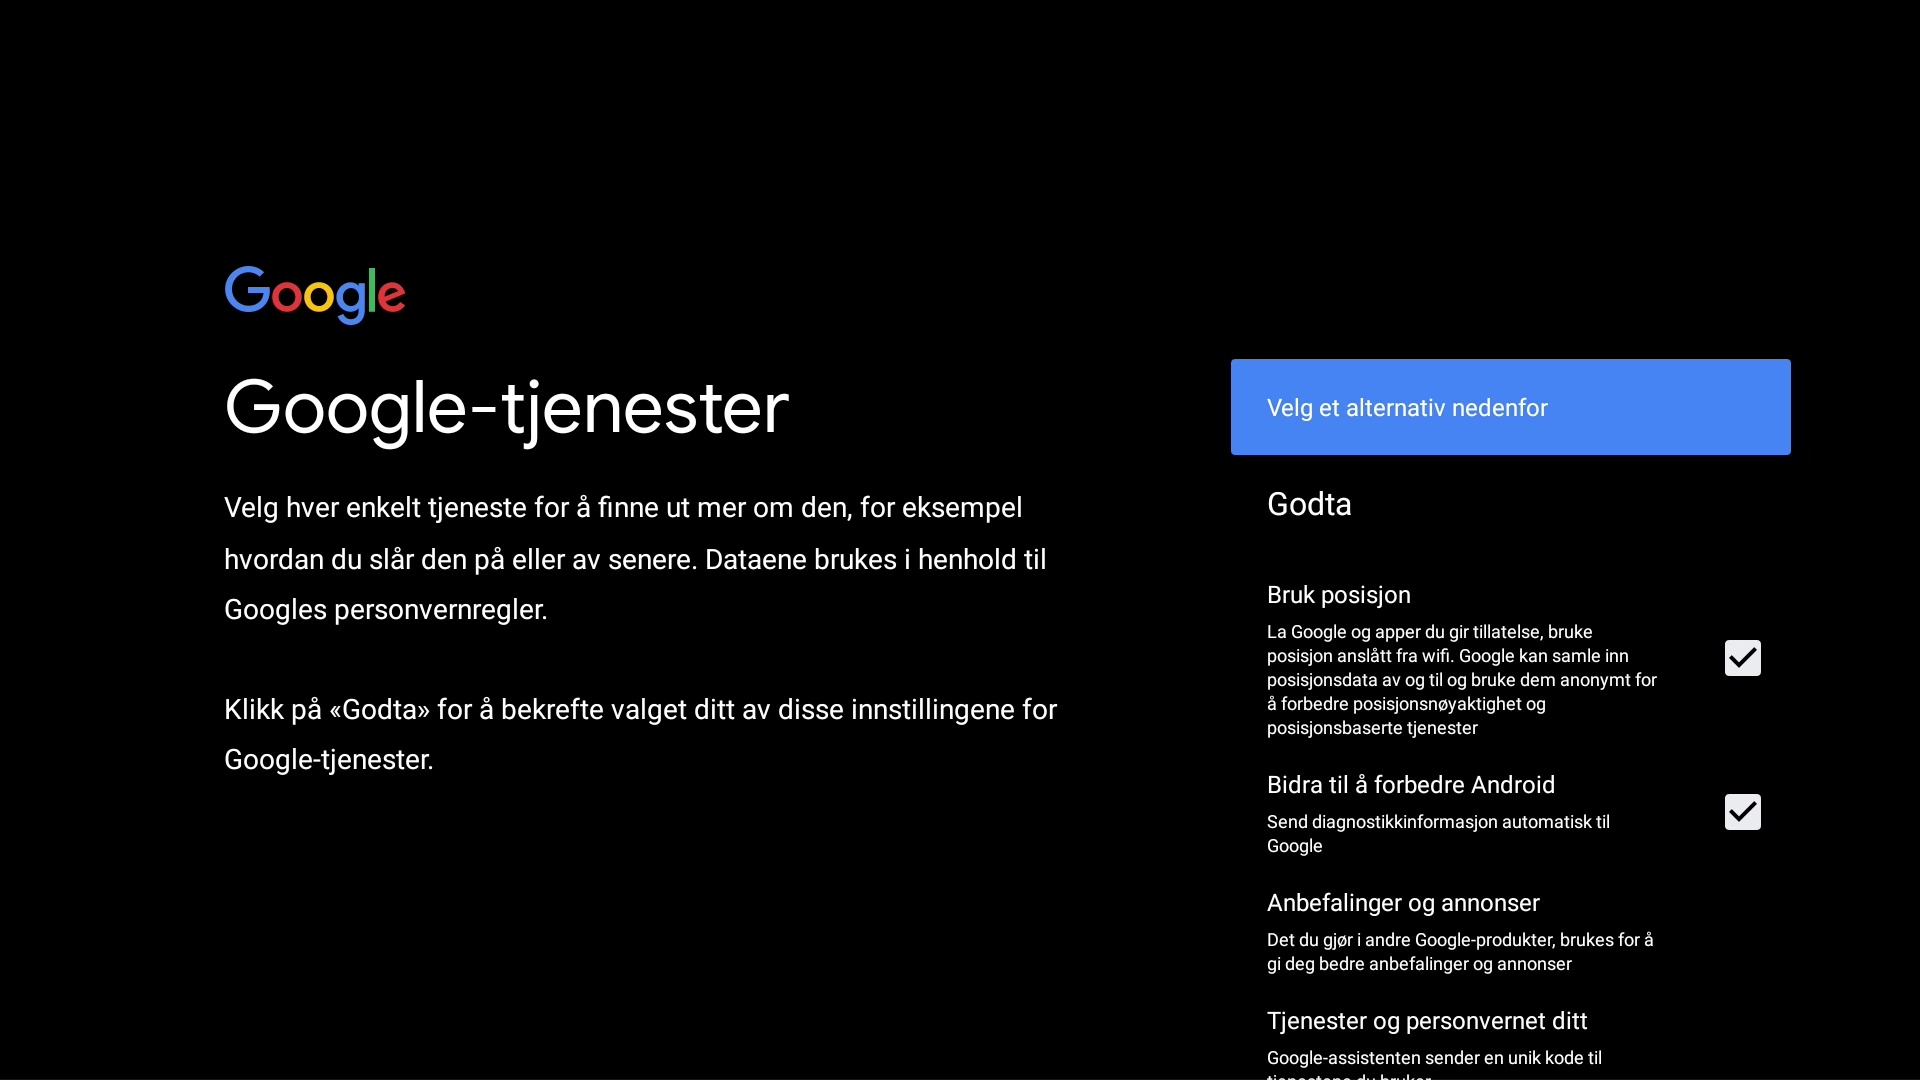 Google
Google-tjenester
Velg hver enkelt tjeneste for å finne ut mer om den, for eksempel
hvordan du slår den på eller av senere. Dataene brukes i henhold til
Googles personvernregler.
Klikk på «Godta» for å bekrefte valget ditt av disse innstillingene for
Google-tjenester.
Velg et alternativ nedenfor
Godta
Bruk posisjon
La Google og apper du gir tillatelse, bruke
posisjon anslått fra wifi. Google kan samle inn
posisjonsdata av og til og bruke dem anonymt for
å forbedre posisjonsnøyaktighet og
posisjonsbaserte tjenester
Bidra til å forbedre Android
Send diagnostikkinformasjon automatisk til
Google
Anbefalinger og annonser
Det du gjør i andre Google-produkter, brukes for å
gi deg bedre anbefalinger og annonser
Tjenester og personvernet ditt
Google-assistenten sender en unik kode til
tjenestene du bruker